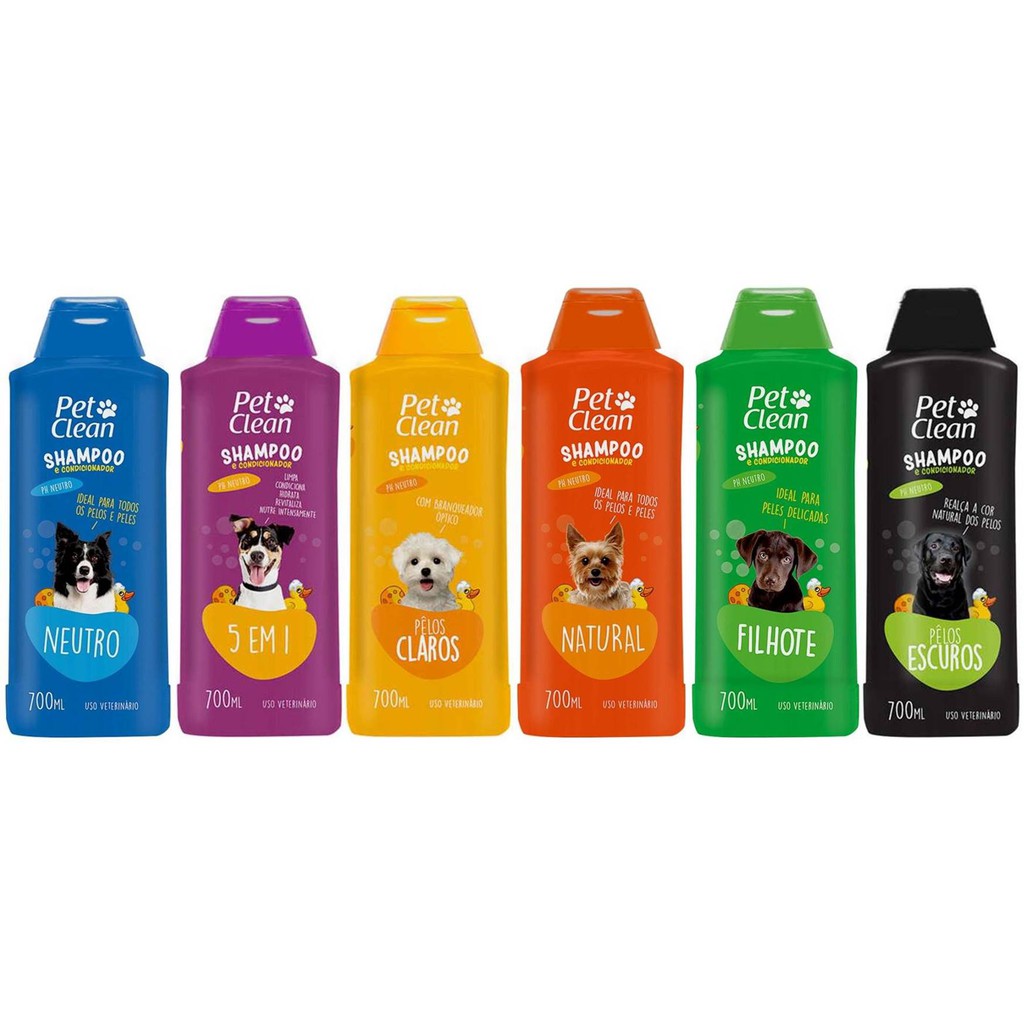 Pet
Clean
SHAMPOO
e CONDICIONADOR
PH NEUTRO
IDEAL PARA TODOS
OS PELOS E PELES
NEUTRO
700ML
USO VETERINÁRIO
Pet
Clean
SHAMPOO
e CONDICIONADOR
PH NEUTRO
LIMPA
CONDICIONA
HIDRATA
REVITALIZA
NUTRE INTENSAMENTE
5 EM 1
700ML
USO VETERINÁRIO
Pet
Clean
SHAMPOO
e CONDICIONADOR
PH NEUTRO
COM BRANQUEADOR
ÓPTICO
PÊLOS
CLAROS
700ML
USO VETERINÁRIO
Pet
Clean
SHAMPOO
e CONDICIONADOR
PH NEUTRO
IDEAL PARA TODOS
OS PELOS E PELES
NATURAL
700ML
USO VETERINÁRIO
Pet
Clean
SHAMPOO
e CONDICIONADOR
PH NEUTRO
IDEAL PARA
PELES DELICADAS
FILHOTE
700ML
USO VETERINÁRIO
Pet
Clean
SHAMPOO
e CONDICIONADOR
PH NEUTRO
REALÇA A COR
NATURAL DOS PELOS
PÊLOS
ESCUROS
700ML
USO VETERINÁRIO